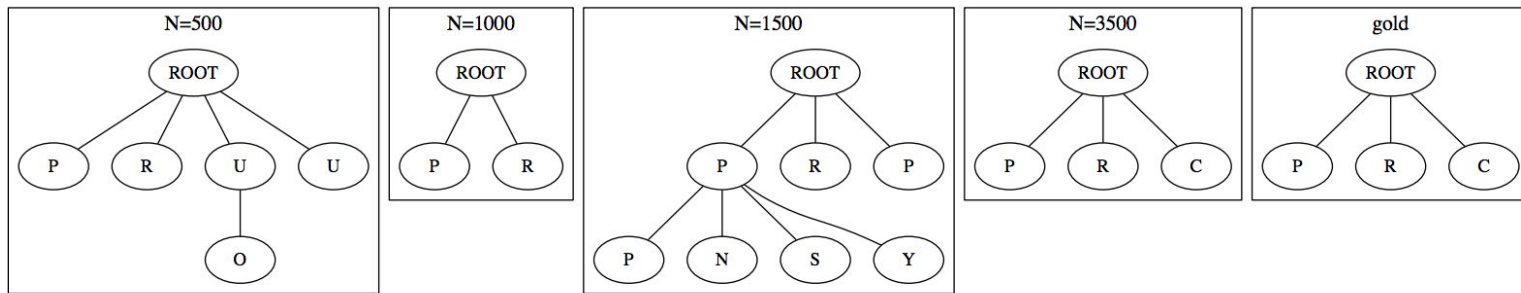 N=500
ROOT
P R U U
O
N=1000
ROOT
P R
N=1500
ROOT
P R P
P N S Y
N=3500
ROOT
P R C
gold
ROOT
P R C